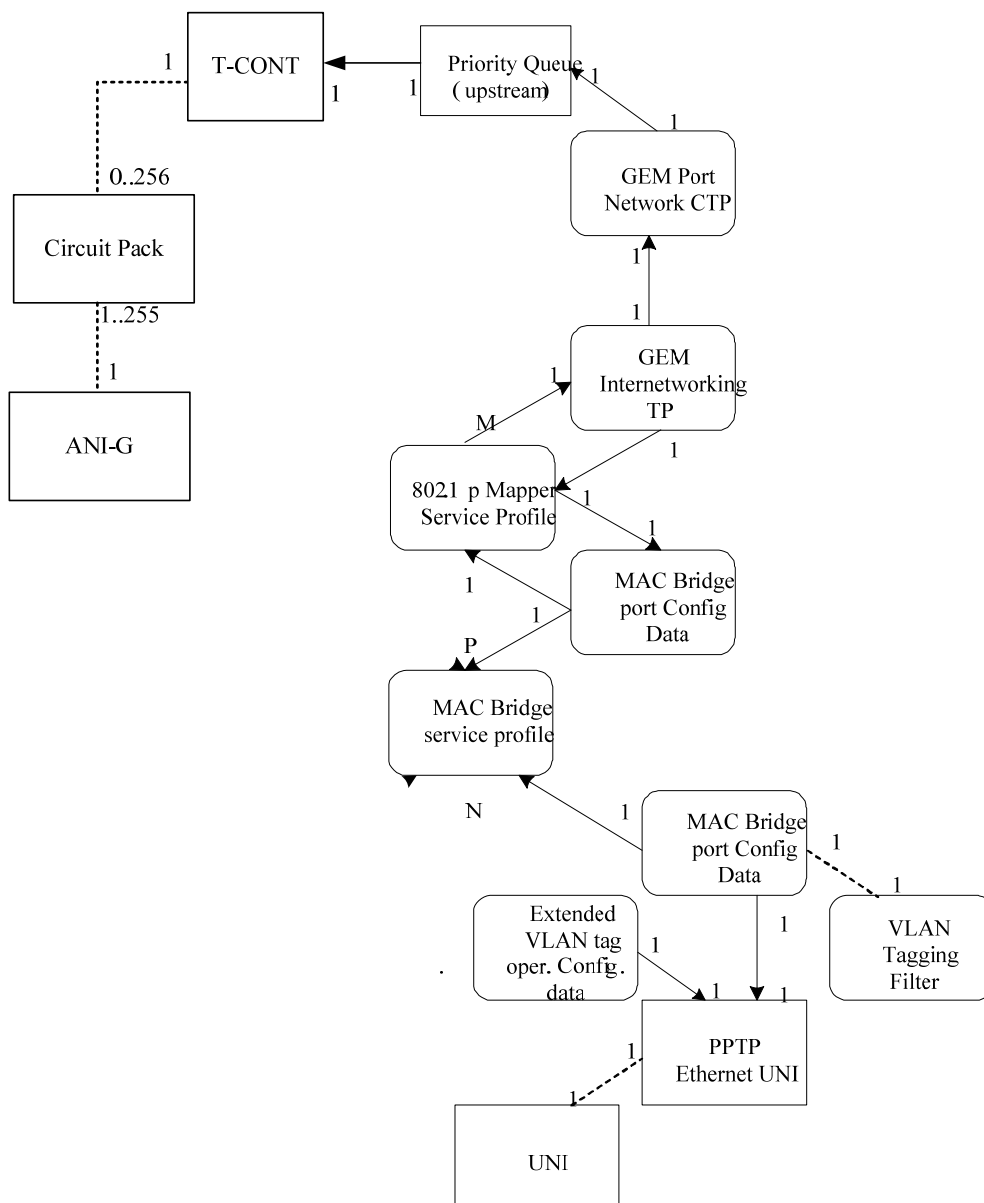 1
T-CONT
1
1
Priority Queue
( upstream)
1
1
GEM Port
Network CTP
0..256
Circuit Pack
1
1..255
1
1
GEM
Internetworking
TP
1
ANI-G
M
1
802.1 p Mapper
Service Profile
1
1
1
1
MAC Bridge
port Config
Data
P
MAC Bridge
service profile
N
1
MAC Bridge
port Config
Data
1
1
Extended
VLAN tag
oper. Config.
data
.
1
1
VLAN
Tagging
Filter
1
1
PPTP
Ethernet UNI
1
1
UNI